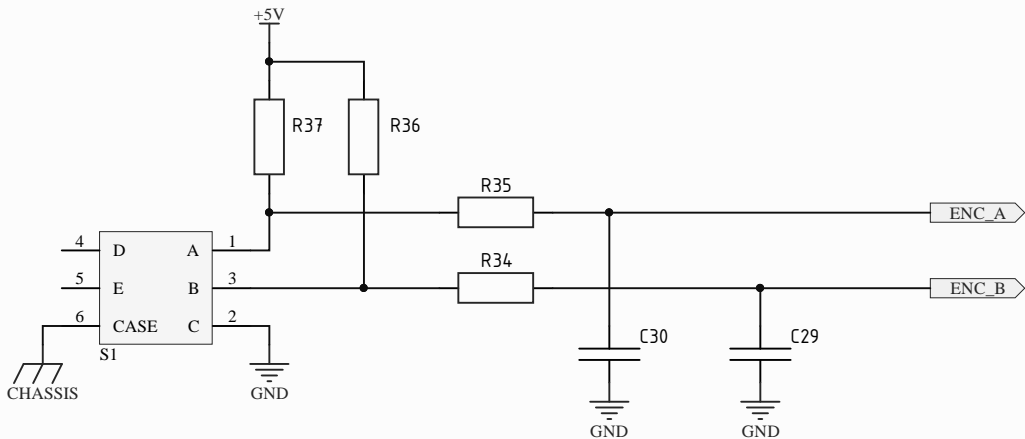 +5V
R37
R36
R35
ENC_A
4
D
A
1
R34
5
E
B
3
ENC_B
6
CASE
C
2
S1
C30
C29
CHASSIS
GND
GND
GND